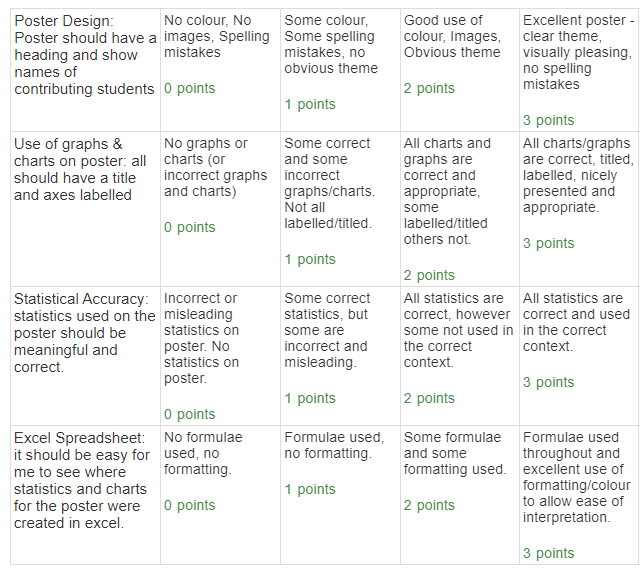 Poster Design:
Poster should have a
heading and show
names of
contributing students
No colour, No
images, Spelling
mistakes
0 points
Some colour,
Some spelling
mistakes, no
obvious theme
1 points
Good use of
colour, Images,
Obvious theme
2 points
Excellent poster -
clear theme,
visually pleasing,
no spelling
mistakes
3 points
Use of graphs &
charts on poster: all
should have a title
and axes labelled
No graphs or
charts (or
incorrect graphs
and charts)
0 points
Some correct
and some
incorrect
graphs/charts.
Not all
labelled/titled.
1 points
All charts and
graphs are
correct and
appropriate,
some
labelled/titled
others not.
2 points
All charts/graphs
are correct, titled,
labelled, nicely
presented and
appropriate.
3 points
Statistical Accuracy:
statistics used on the
poster should be
meaningful and
correct.
Incorrect or
misleading
statistics on
poster. No
statistics on
poster.
0 points
Some correct
statistics, but
some are
incorrect and
misleading.
1 points
All statistics are
correct, however
some not used in
the correct
context.
2 points
All statistics are
correct and used
in the correct
context.
3 points
Excel Spreadsheet:
it should be easy for
me to see where
statistics and charts
for the poster were
created in excel.
No formulae
used, no
formatting.
0 points
Formulae used,
no formatting.
1 points
Some formulae
and some
formatting used.
2 points
Formulae used
throughout and
excellent use of
formatting/colour
to allow ease of
interpretation.
3 points